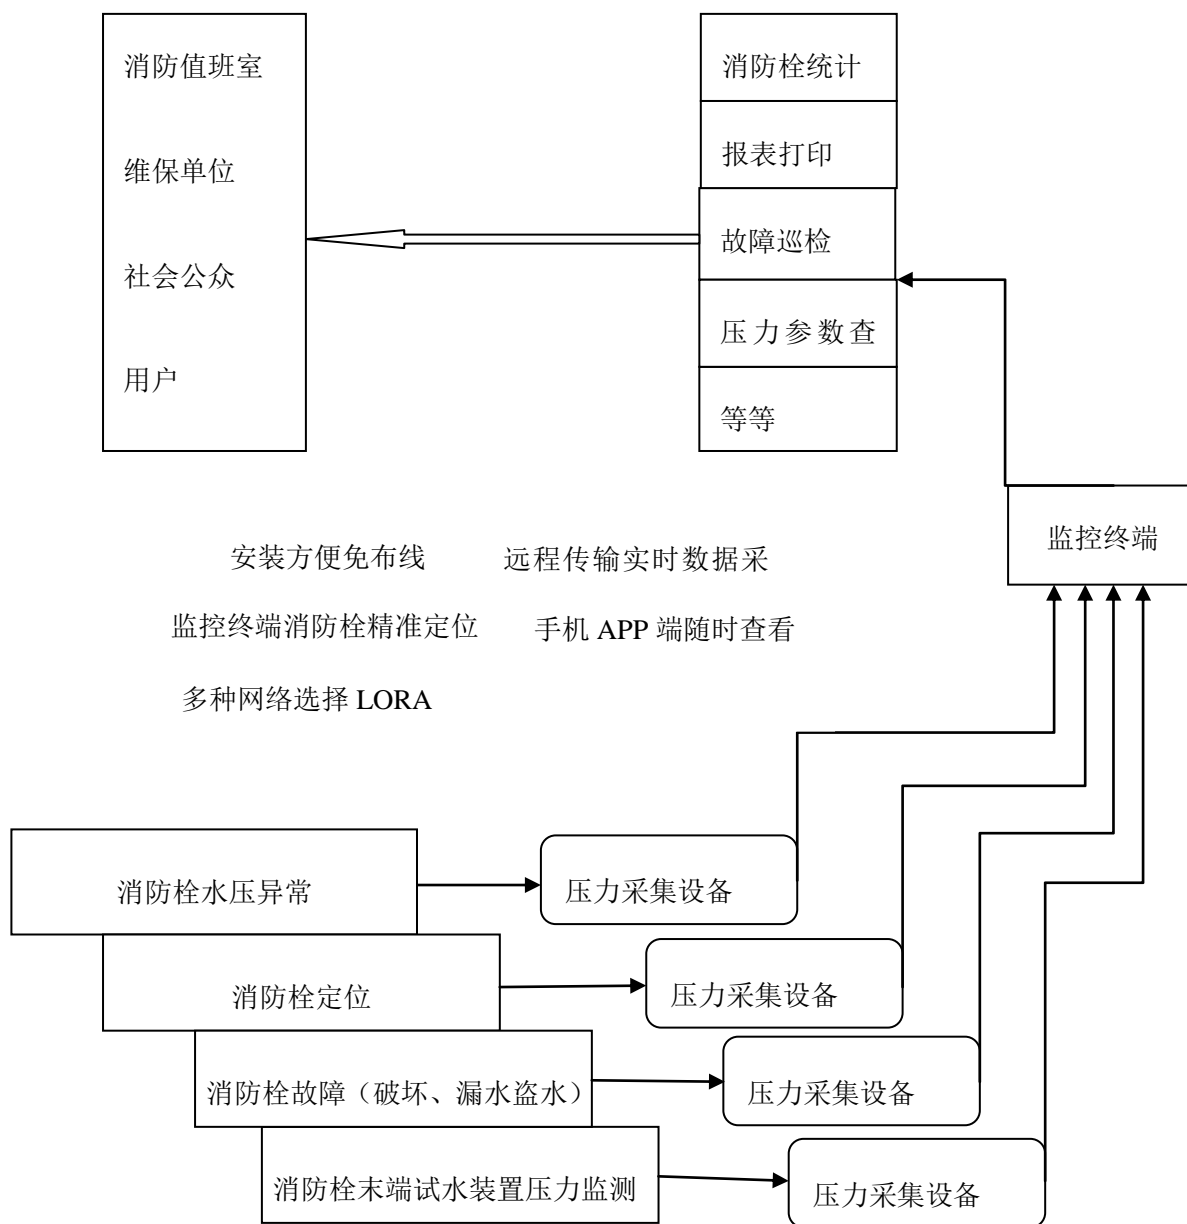 消防值班室
维保单位
社会公众
用户
消防栓统计
报表打印
故障巡检
压力参数查
等等
监控终端
安装方便免布线
远程传输实时数据采
监控终端消防栓精准定位
手机 APP 端随时查看
多种网络选择 LORA
消防栓水压异常
压力采集设备
消防栓定位
压力采集设备
消防栓故障（破坏、漏水盗水）
压力采集设备
消防栓末端试水装置压力监测
压力采集设备